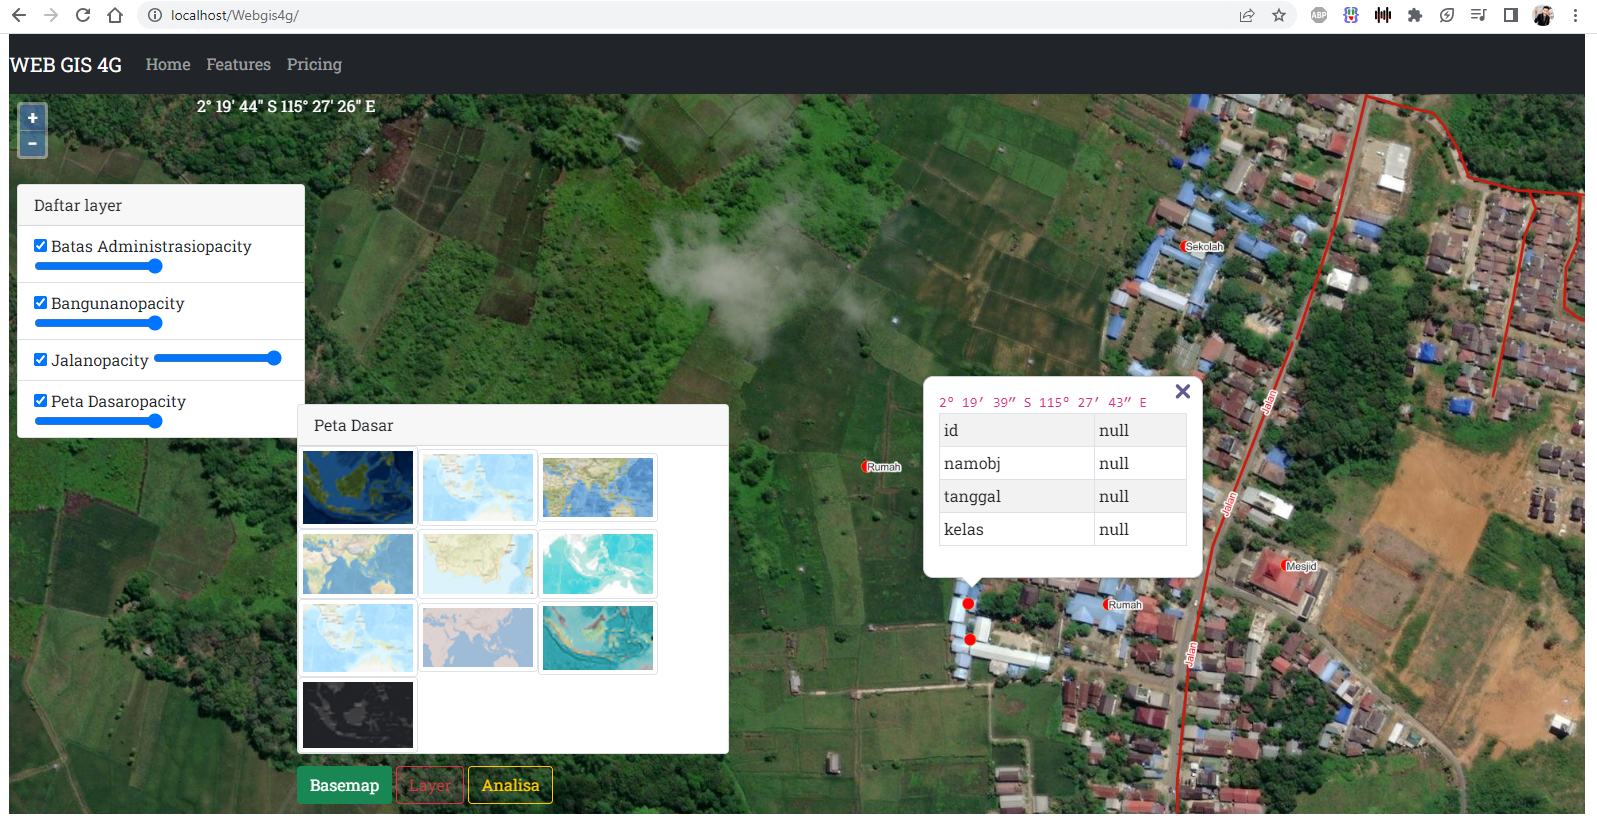 localhost/Webgis4g/
ABP
WEB GIS 4G Home Features Pricing
+
2° 19' 44" S 115° 27' 26" E
−
Daftar layer
Batas Administrasiopacity
Bangunanopacity
Jalanopacity
Peta Dasaropacity
Peta Dasar
Sekolah
Jalan
2° 19′ 39″ S 115° 27′ 43″ E
id null
namobj null
tanggal null
kelas null
Rumah
Jalan
Mesjid
Rumah
Jalan
Basemap Layer Analisa